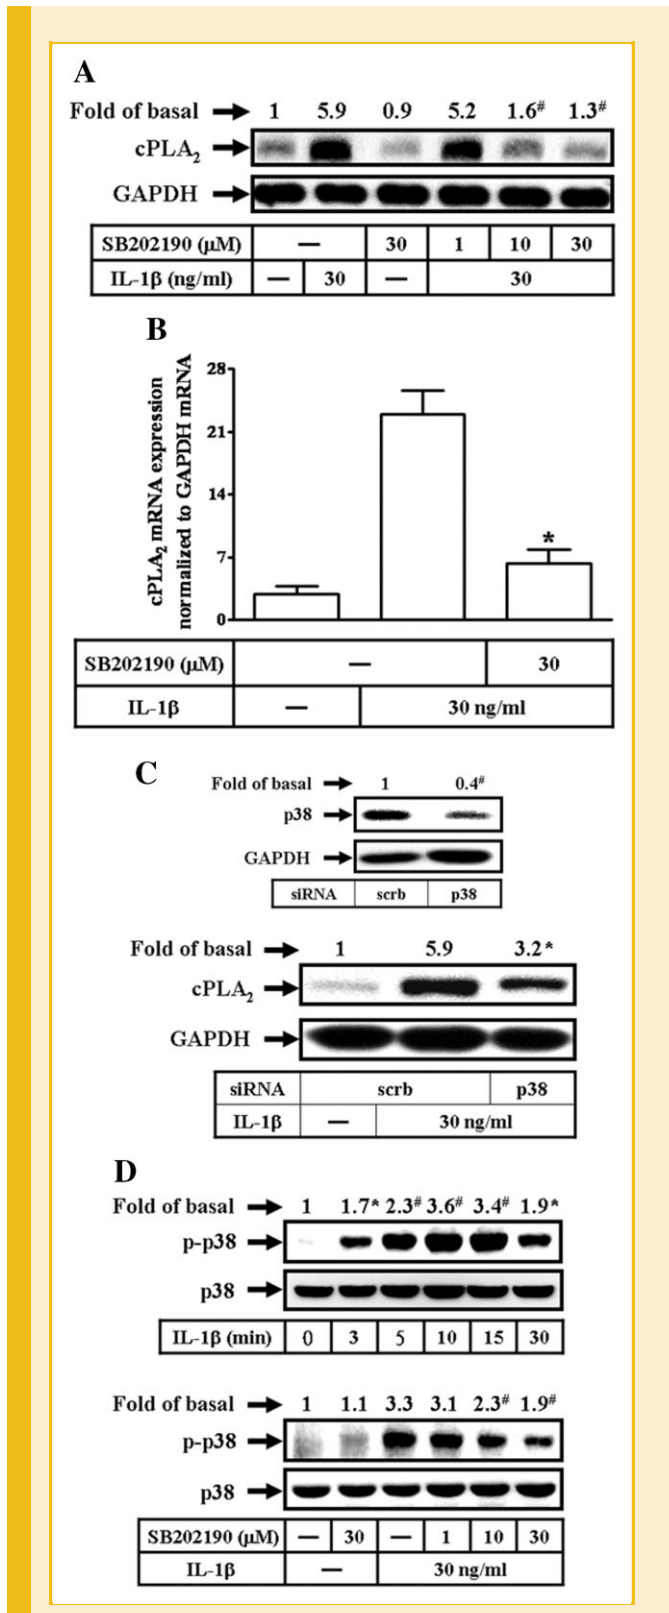 A
Fold of basal 1 5.9 0.9 5.2 1.6# 1.3#
cPLA₂
GAPDH
SB202190 (μM) — 30 1 10 30
IL-1β (ng/ml) — 30 — 30
B
cPLA₂ mRNA expression
normalized to GAPDH mRNA
28
21
14
7
0
*
SB202190 (μM) — 30
IL-1β — 30 ng/ml
C
Fold of basal 1 0.4#
p38
GAPDH
siRNA scrb p38
Fold of basal 1 5.9 3.2*
cPLA₂
GAPDH
siRNA scrb p38
IL-1β — 30 ng/ml
D
Fold of basal 1 1.7* 2.3# 3.6# 3.4# 1.9*
p-p38
p38
IL-1β (min) 0 3 5 10 15 30
Fold of basal 1 1.1 3.3 3.1 2.3# 1.9#
p-p38
p38
SB202190 (μM) — 30 — 1 10 30
IL-1β — 30 ng/ml